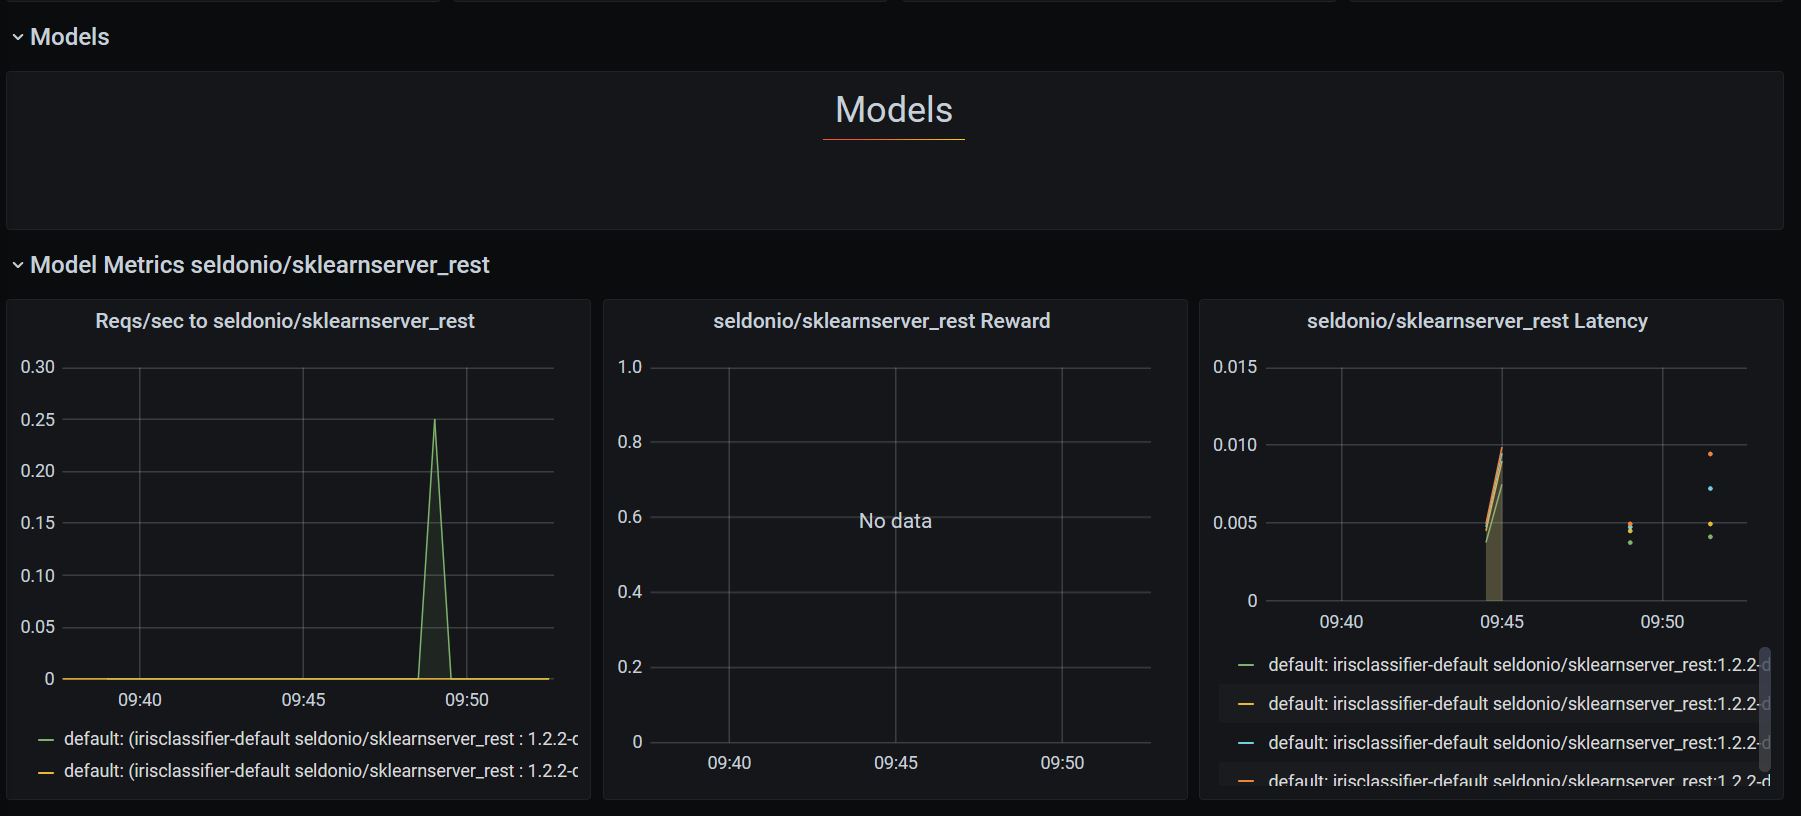 Models
Models
Model Metrics seldonio/sklearnserver_rest
Reqs/sec to seldonio/sklearnserver_rest
0.30
0.25
0.20
0.15
0.10
0.05
0
09:40 09:45 09:50
default: (irisclassifier-default seldonio/sklearnserver_rest : 1.2.2-d
default: (irisclassifier-default seldonio/sklearnserver_rest : 1.2.2-d
seldonio/sklearnserver_rest Reward
1.0
0.8
0.6
No data
0.4
0.2
0
09:40 09:45 09:50
seldonio/sklearnserver_rest Latency
0.015
0.010
0.005
0
09:40 09:45 09:50
default: irisclassifier-default seldonio/sklearnserver_rest:1.2.2-d
default: irisclassifier-default seldonio/sklearnserver_rest:1.2.2-d
default: irisclassifier-default seldonio/sklearnserver_rest:1.2.2-d
default: irisclassifier-default seldonio/sklearnserver_rest:1.2.2-d